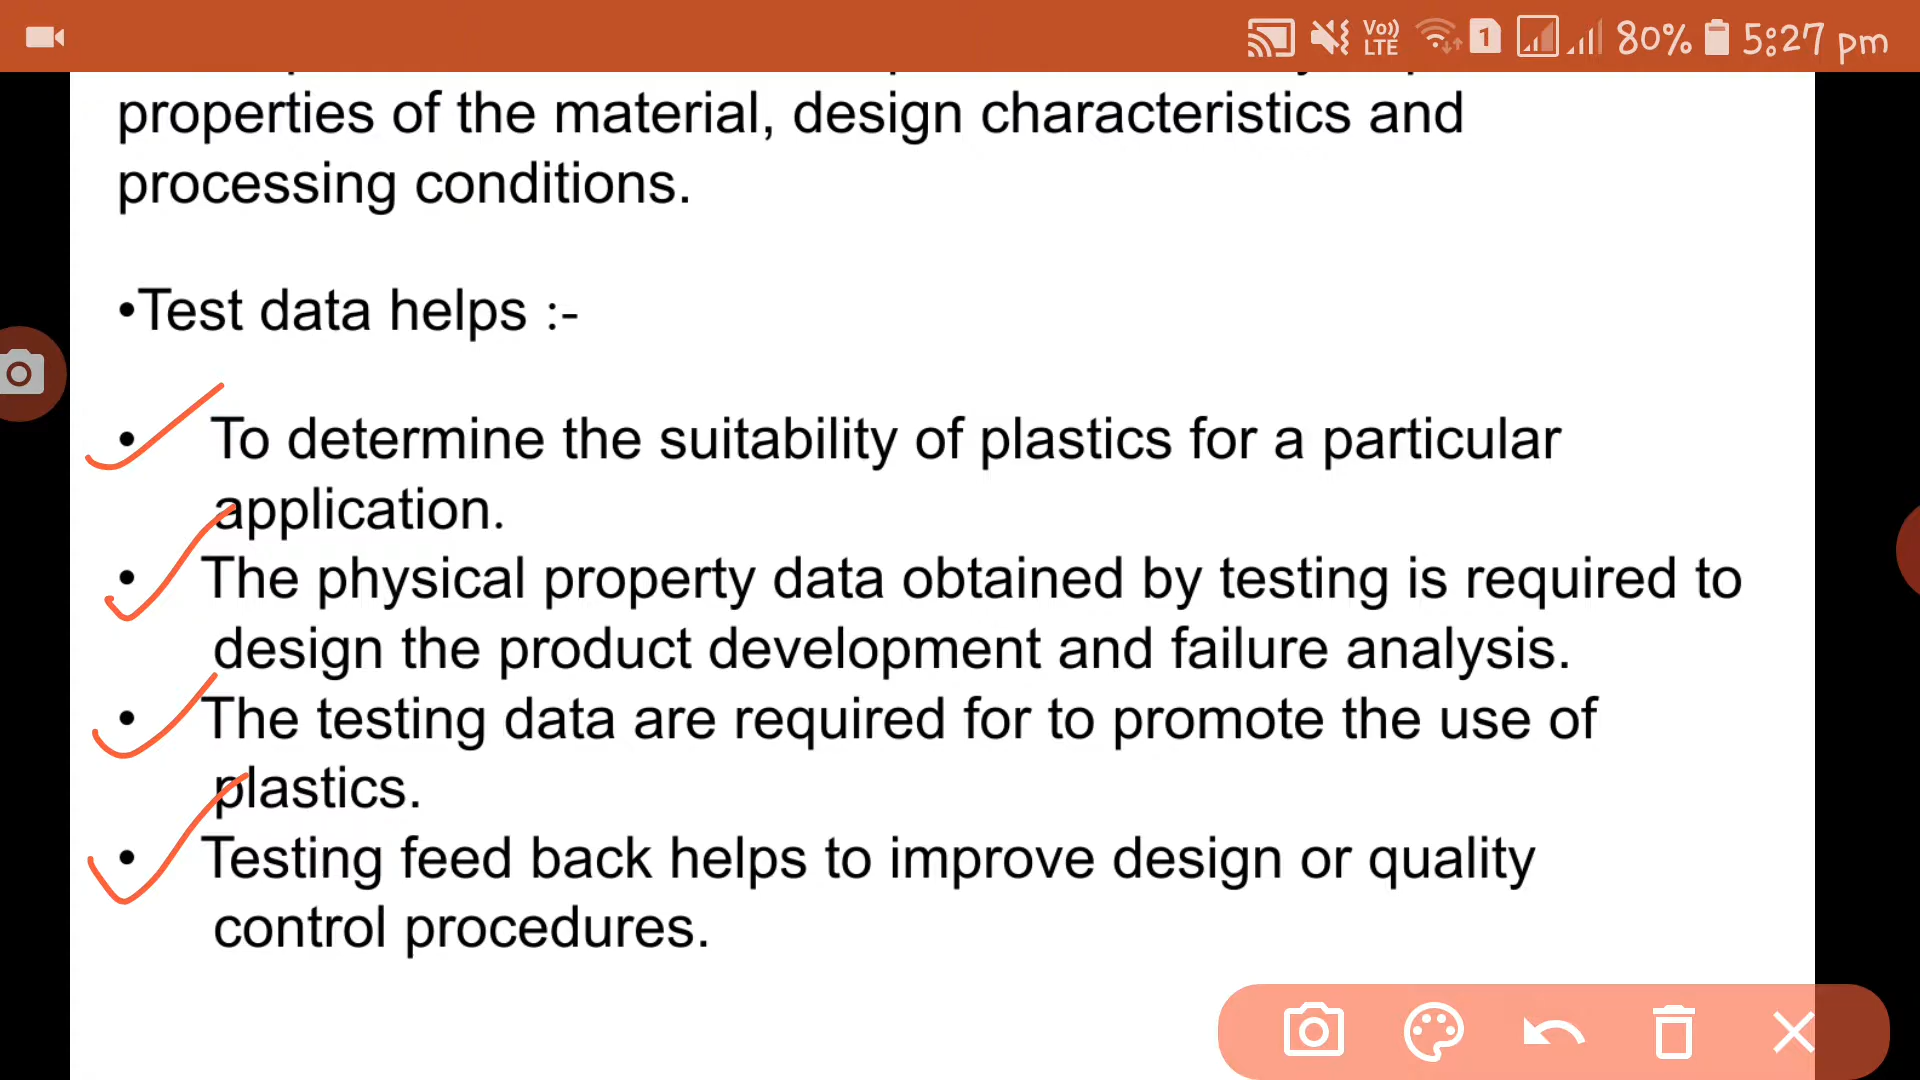 Vo)) LTE 1 80% 5:27 pm
properties of the material, design characteristics and
processing conditions.
•Test data helps :-
• To determine the suitability of plastics for a particular
application.
• The physical property data obtained by testing is required to
design the product development and failure analysis.
• The testing data are required for to promote the use of
plastics.
• Testing feed back helps to improve design or quality
control procedures.